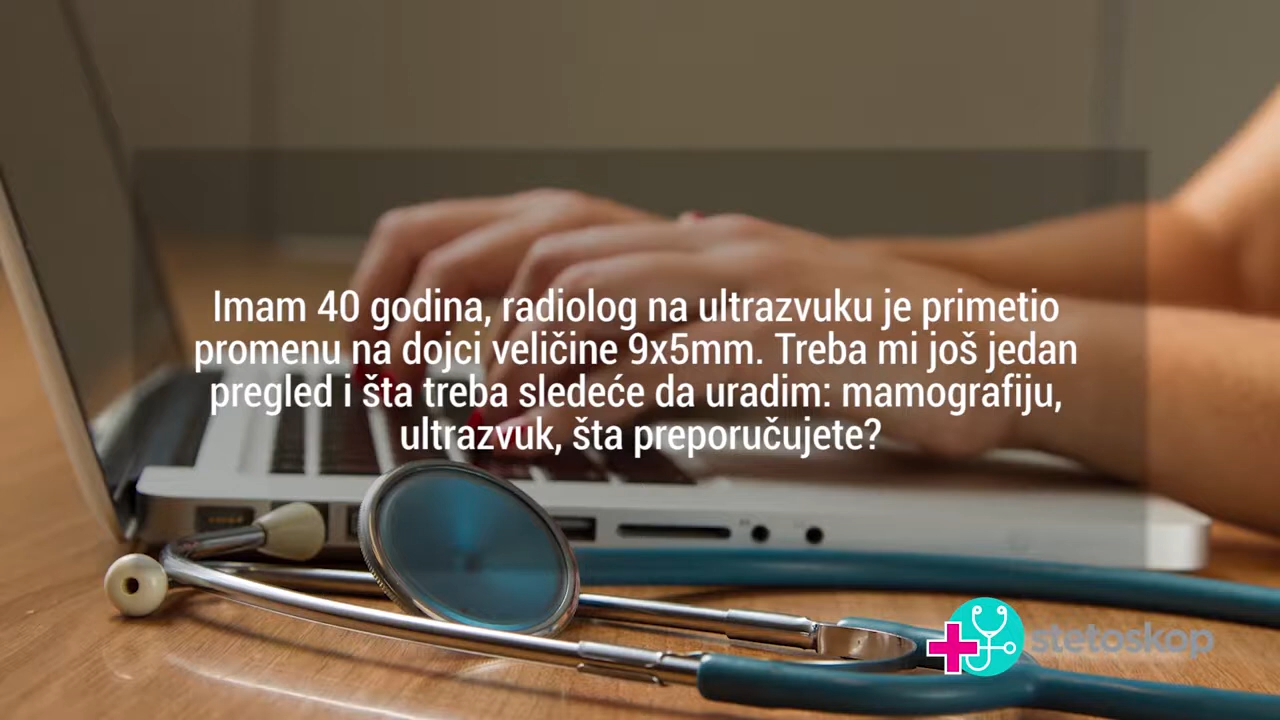 Imam 40 godina, radiolog na ultrazvuku je primetio
promenu na dojci veličine 9x5mm. Treba mi još jedan
pregled i šta treba sledeće da uradim: mamografiju,
ultrazvuk, šta preporučujete?
stetoskop